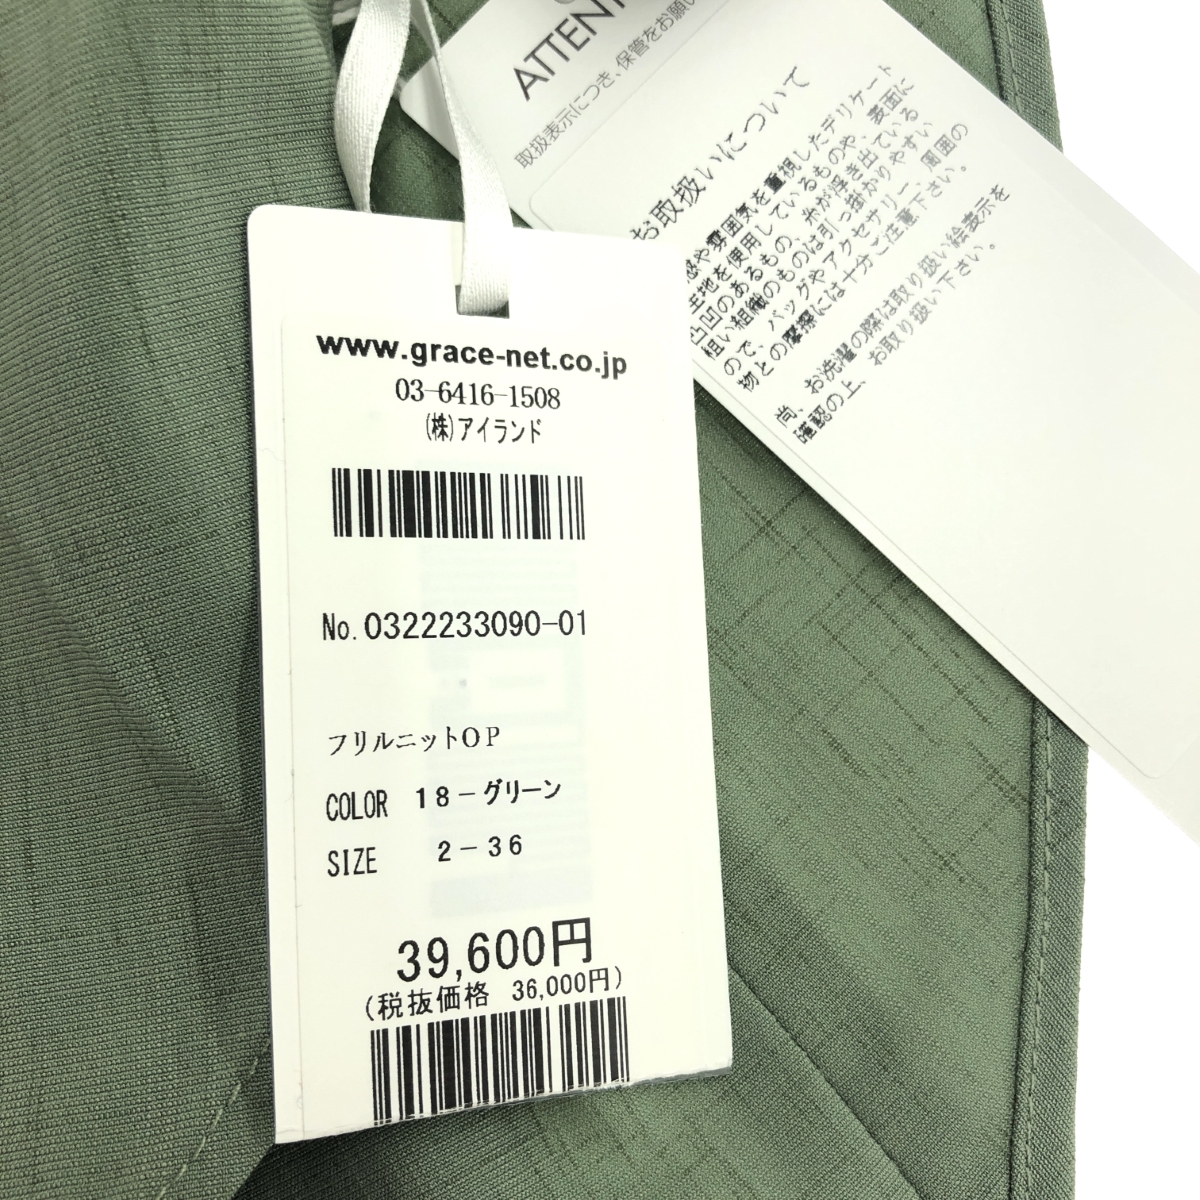 www.grace-net.co.jp
03-6416-1508
(株)アイランド
No. 0322233090-01
フリルニットOP
COLOR 18-グリーン
SIZE 2-36
39,600円
(税抜価格 36,000円)
取扱表示につき、保管をお願い
お取扱いについて
感や雰囲気を重視したデリケート
生地を使用しているものや、表面に
凸凹のあるもの、糸が浮き出ている
粗い組織のものは引っ掛かりやすい
ので、バッグやアクセサリー、周囲の
物との摩擦には十分ご注意下さい。
尚、お洗濯の際は取り扱い絵表示を
確認の上、お取り扱い下さい。